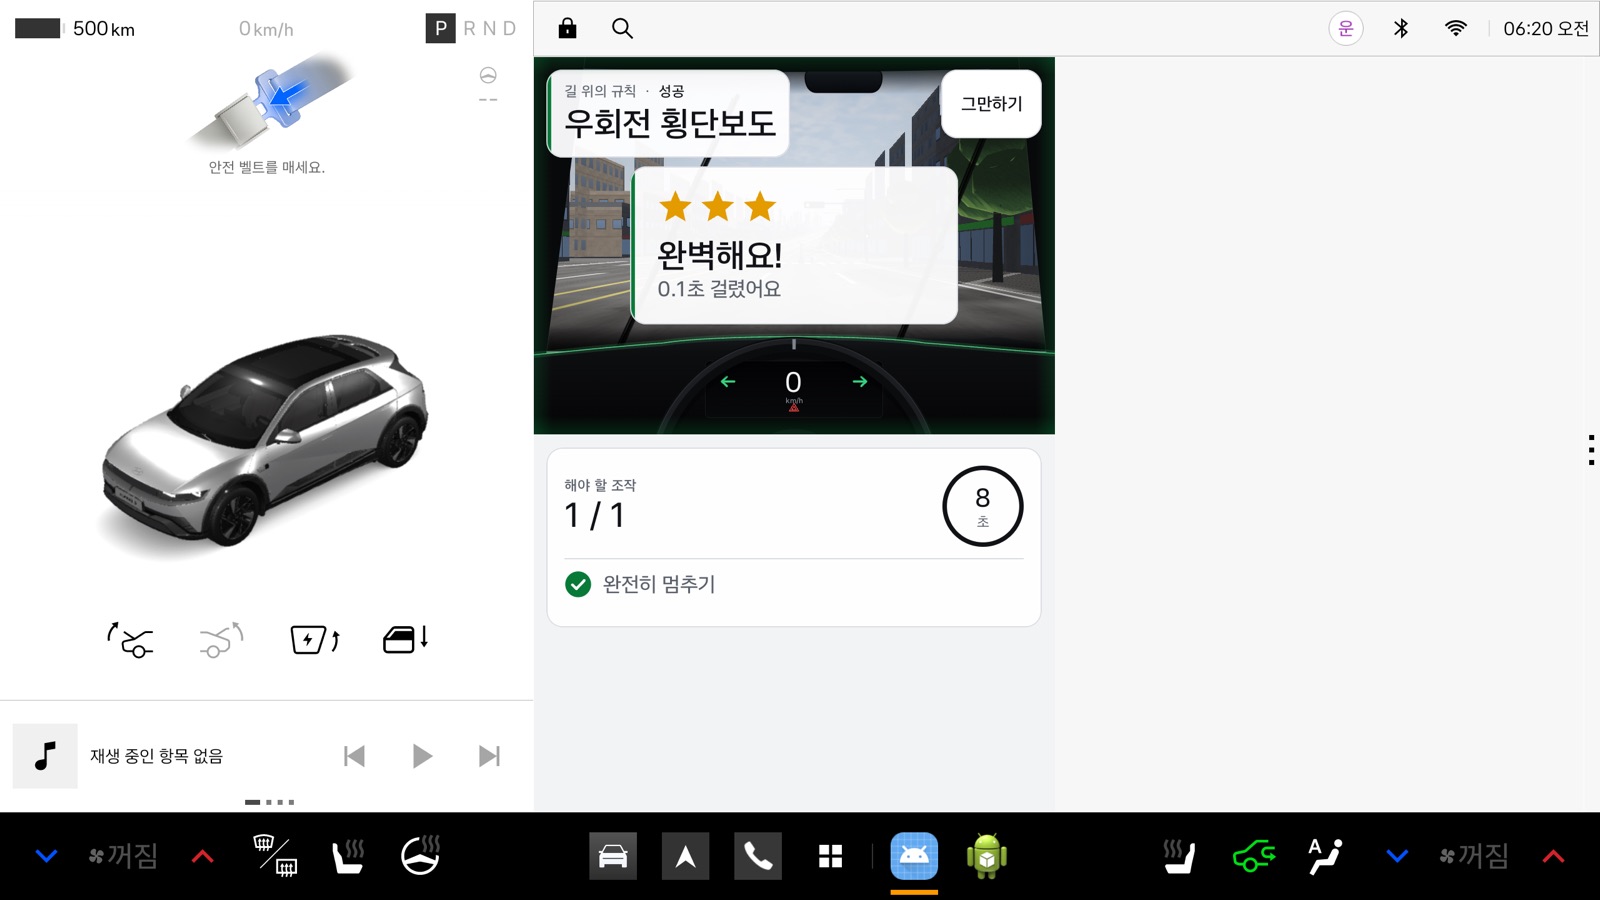 500 km
0 km/h
P R N D
--
안전 벨트를 매세요.
재생 중인 항목 없음
운
06:20 오전
길 위의 규칙 · 성공
우회전 횡단보도
그만하기
완벽해요!
0.1초 걸렸어요
0
km/h
해야 할 조작
1 / 1
8
초
완전히 멈추기
꺼짐
A
꺼짐